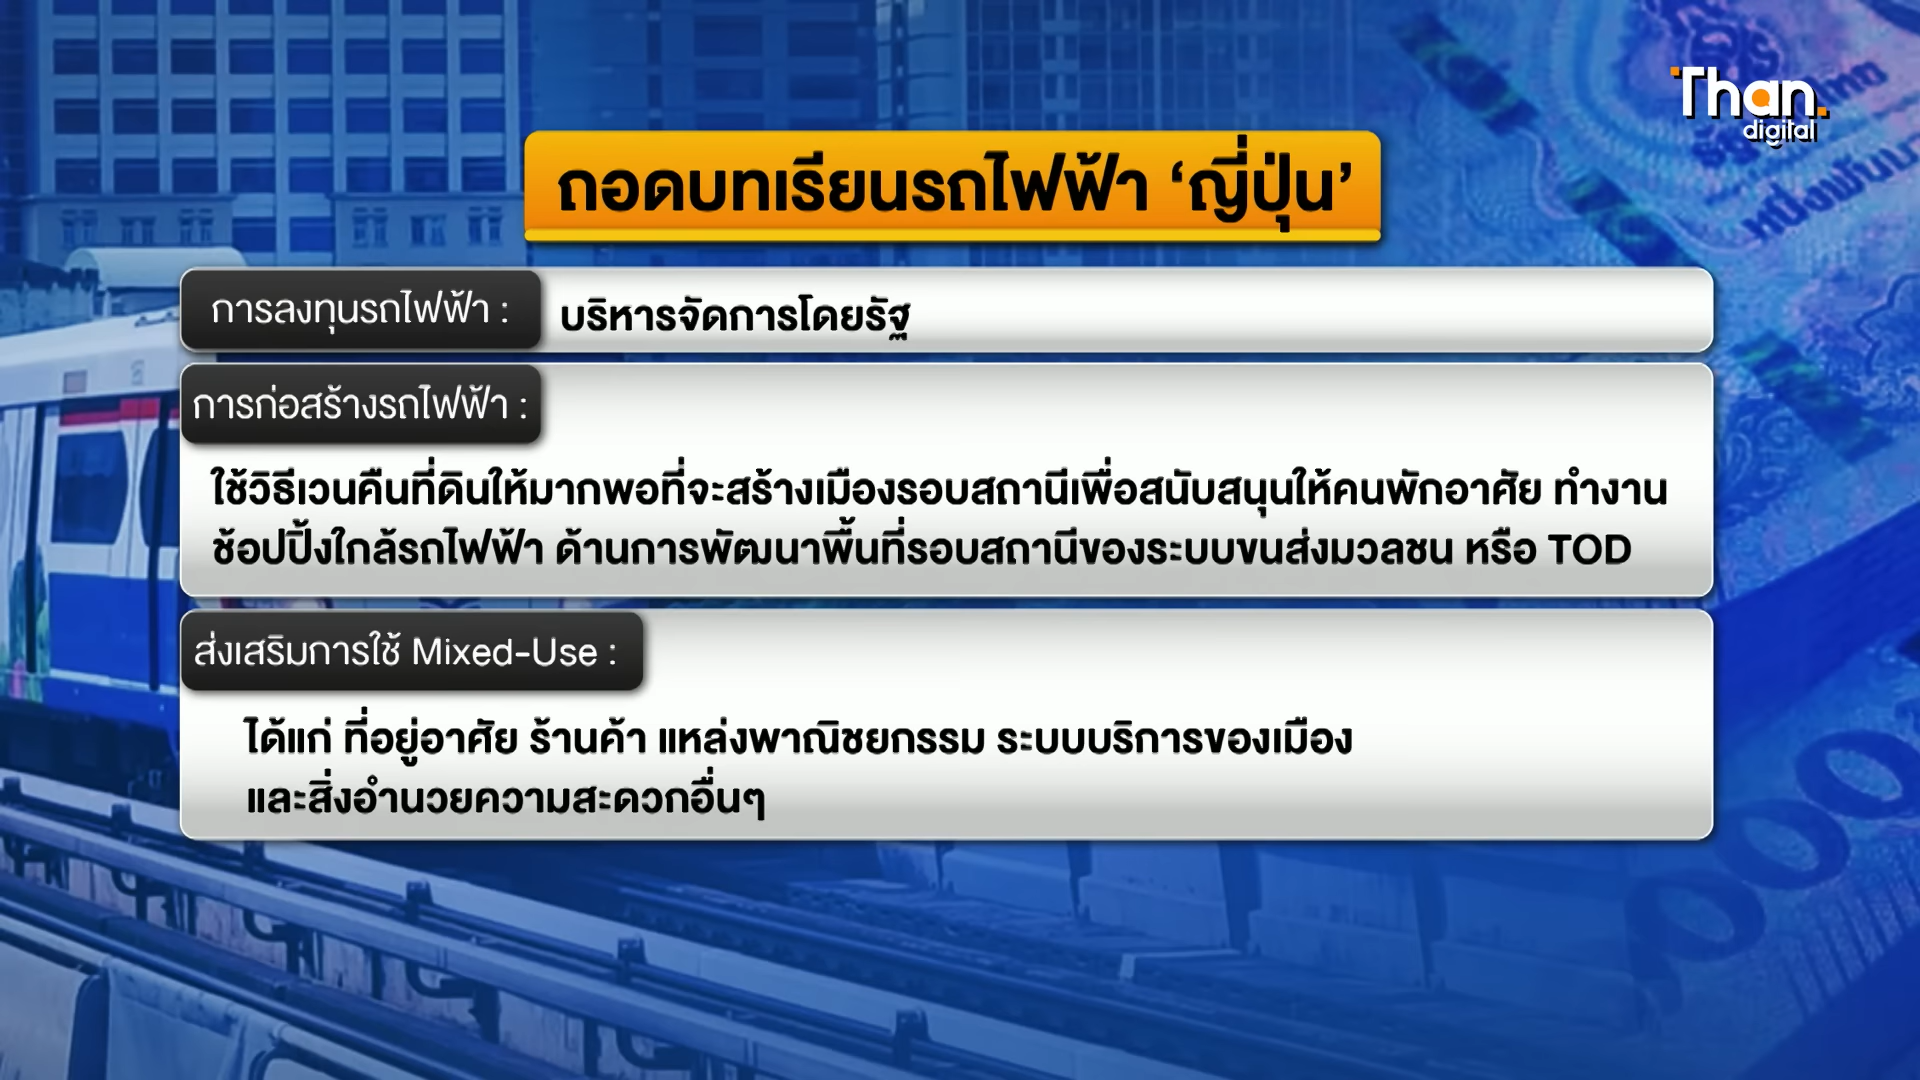 Than.
digital
ถอดบทเรียนรถไฟฟ้า ‘ญี่ปุ่น’
การลงทุนรถไฟฟ้า : บริหารจัดการโดยรัฐ
การก่อสร้างรถไฟฟ้า :
ใช้วิธีเวนคืนที่ดินให้มากพอที่จะสร้างเมืองรอบสถานีเพื่อสนับสนุนให้คนพักอาศัย ทำงาน
ช้อปปิ้งใกล้รถไฟฟ้า ด้านการพัฒนาพื้นที่รอบสถานีของระบบขนส่งมวลชน หรือ TOD
ส่งเสริมการใช้ Mixed-Use :
ได้แก่ ที่อยู่อาศัย ร้านค้า แหล่งพาณิชยกรรม ระบบบริการของเมือง
และสิ่งอำนวยความสะดวกอื่นๆ